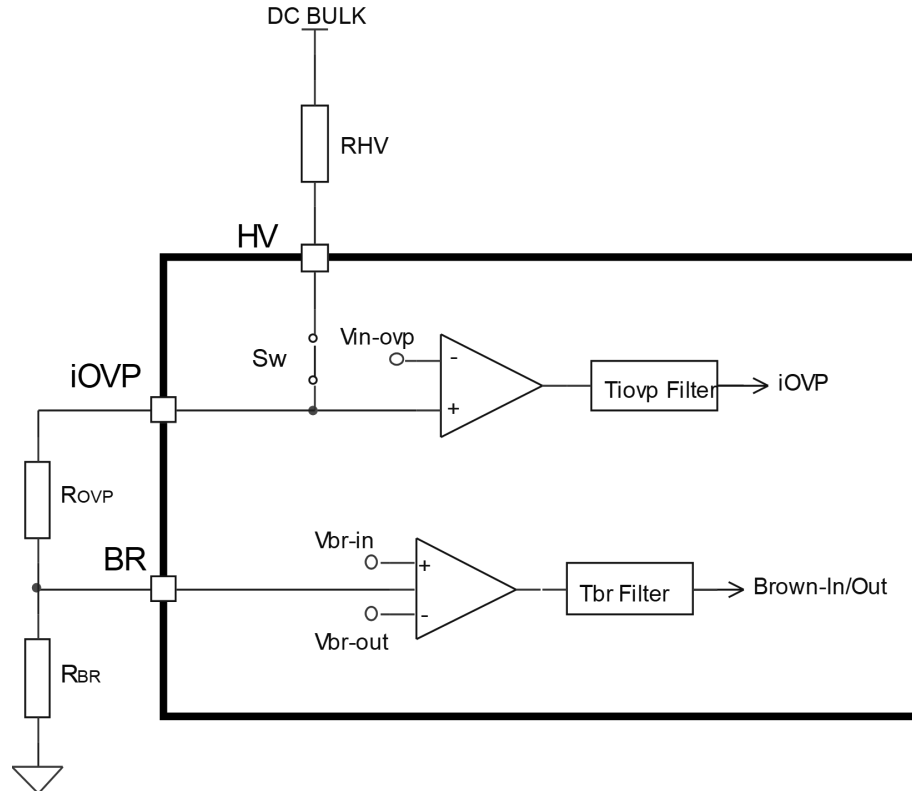 DC BULK
RHV
HV
Vin-ovp
-
Sw
iOVP
Tiovp Filter
iOVP
+
ROVP
Vbr-in
BR
+
Tbr Filter
Brown-In/Out
-
Vbr-out
RBR